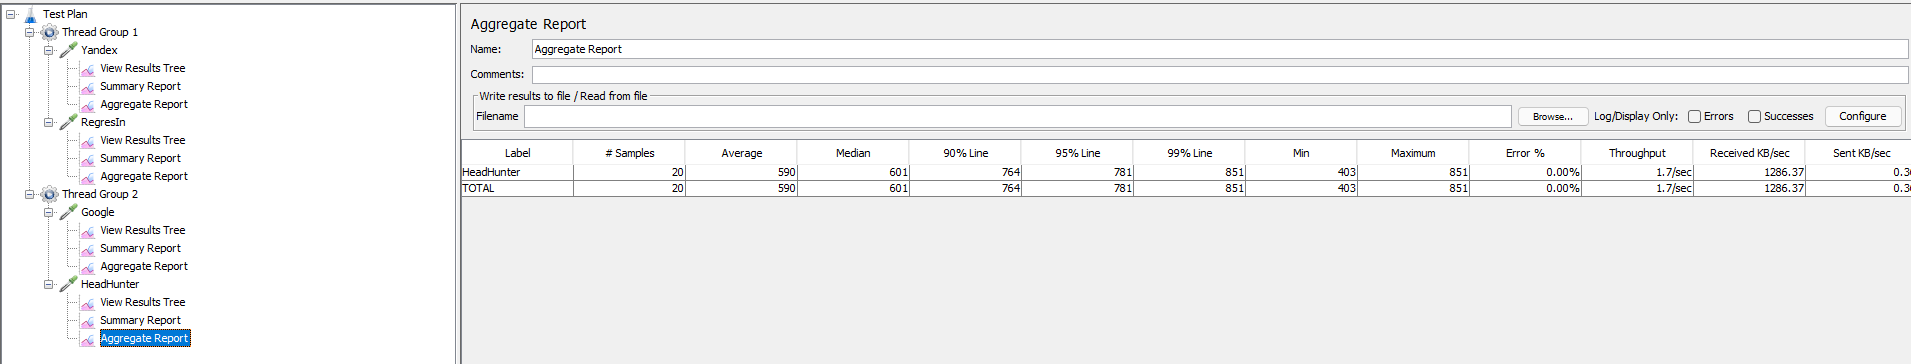 Test Plan
Thread Group 1
Yandex
View Results Tree
Summary Report
Aggregate Report
RegresIn
View Results Tree
Summary Report
Aggregate Report
Thread Group 2
Google
View Results Tree
Summary Report
Aggregate Report
HeadHunter
View Results Tree
Summary Report
Aggregate Report
Aggregate Report
Name: Aggregate Report
Comments:
Write results to file / Read from file
Filename Browse... Log/Display Only: Errors Successes Configure
Label # Samples Average Median 90% Line 95% Line 99% Line Min Maximum Error % Throughput Received KB/sec Sent KB/sec
HeadHunter 20 590 601 764 781 851 403 851 0.00% 1.7/sec 1286.37
TOTAL 20 590 601 764 781 851 403 851 0.00% 1.7/sec 1286.37